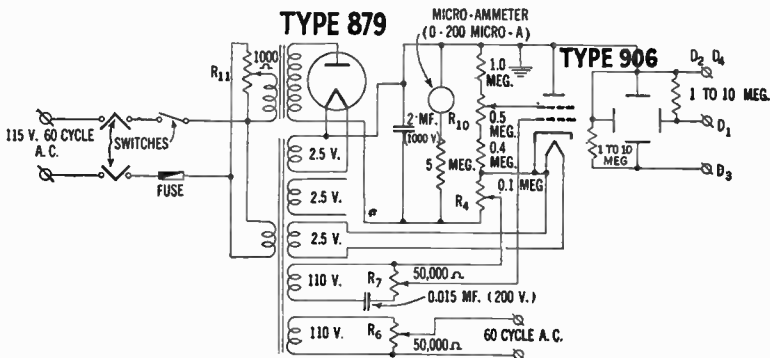 TYPE 879
MICRO-AMMETER
(0-200 MICRO-A)
TYPE 906
D2 D4
1 TO 10 MEG.
D1
D3
1 TO 10
MEG
1000
R11
115 V. 60 CYCLE
A. C.
SWITCHES
FUSE
2 MF.
(1000 V.)
R10
5 MEG.
1.0
MEG.
0.5
MEG.
0.4
MEG.
0.1 MEG.
R4
2.5 V.
2.5 V.
2.5 V.
110 V.
R7
50,000 Ω
0.015 MF. (200 V.)
110 V.
R6
50,000 Ω
60 CYCLE A. C.